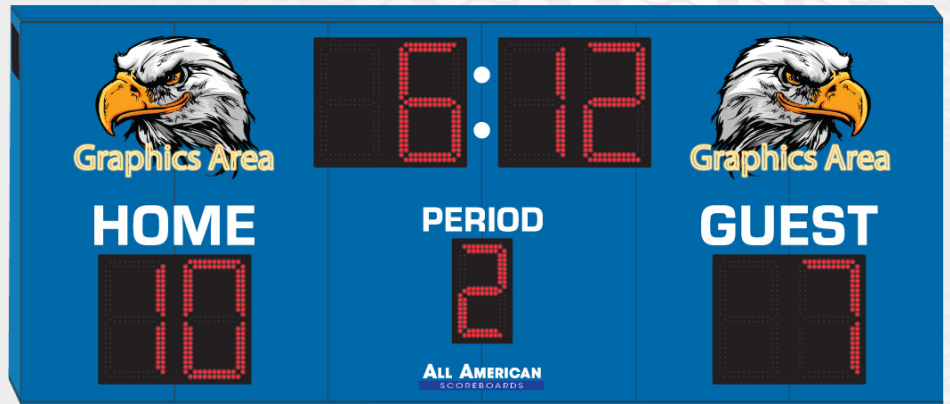 6:12
Graphics Area
Graphics Area
HOME
PERIOD
GUEST
10
2
7
ALL AMERICAN
SCOREBOARDS